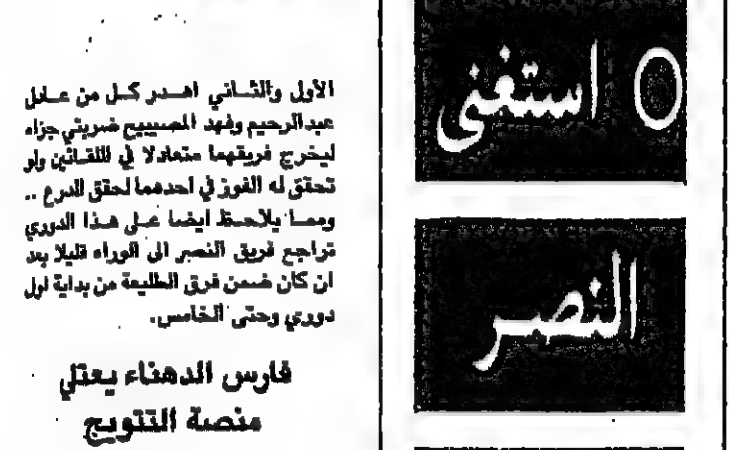 استغنى
النصر
الأول والثاني اهدر كل من عادل
عبدالرحيم وفهد المصيبيح ضربتي جزاء
ليخرج فريقهما متعادلا في اللقائين ولو
تحقق له الفوز في احدهما لحقق الدرع ..
ومما يلاحظ ايضا على هذا الدوري
تراجع فريق النصر الى الوراء قليلا بعد
ان كان ضمن فرق الطليعة من بداية اول
دوري وحتى الخامس.
فارس الدهناء يعتلي
منصة التتويج